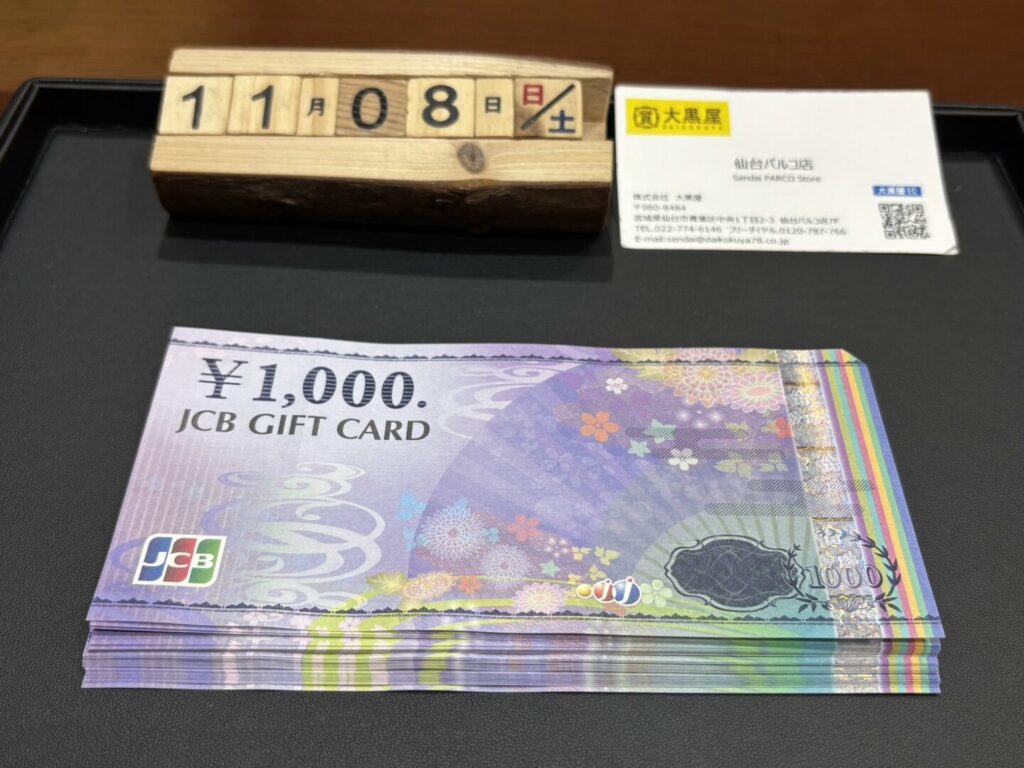 11月08日日/土
大黒屋
DAIKOKUYA
仙台パルコ店
Sendai PARCO Store
大黒屋EC
株式会社 大黒屋
〒980-8484
宮城県仙台市青葉区中央1丁目2-3 仙台パルコ店7F
TEL.022-774-6146 フリーダイヤル.0120-787-766
E-mail:sendai@daikokuya78.co.jp
¥1,000.
JCB GIFT CARD
JCB
1000